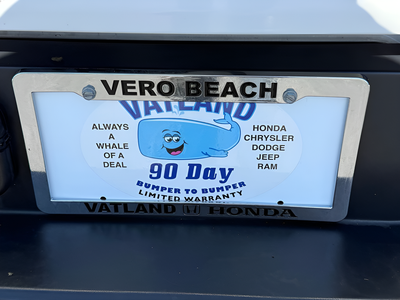 VERO BEACH
VATLAND
ALWAYS
A
WHALE
OF A
DEAL
HONDA
CHRYSLER
DODGE
JEEP
RAM
90 Day
BUMPER TO BUMPER
LIMITED WARRANTY
VATLAND HONDA